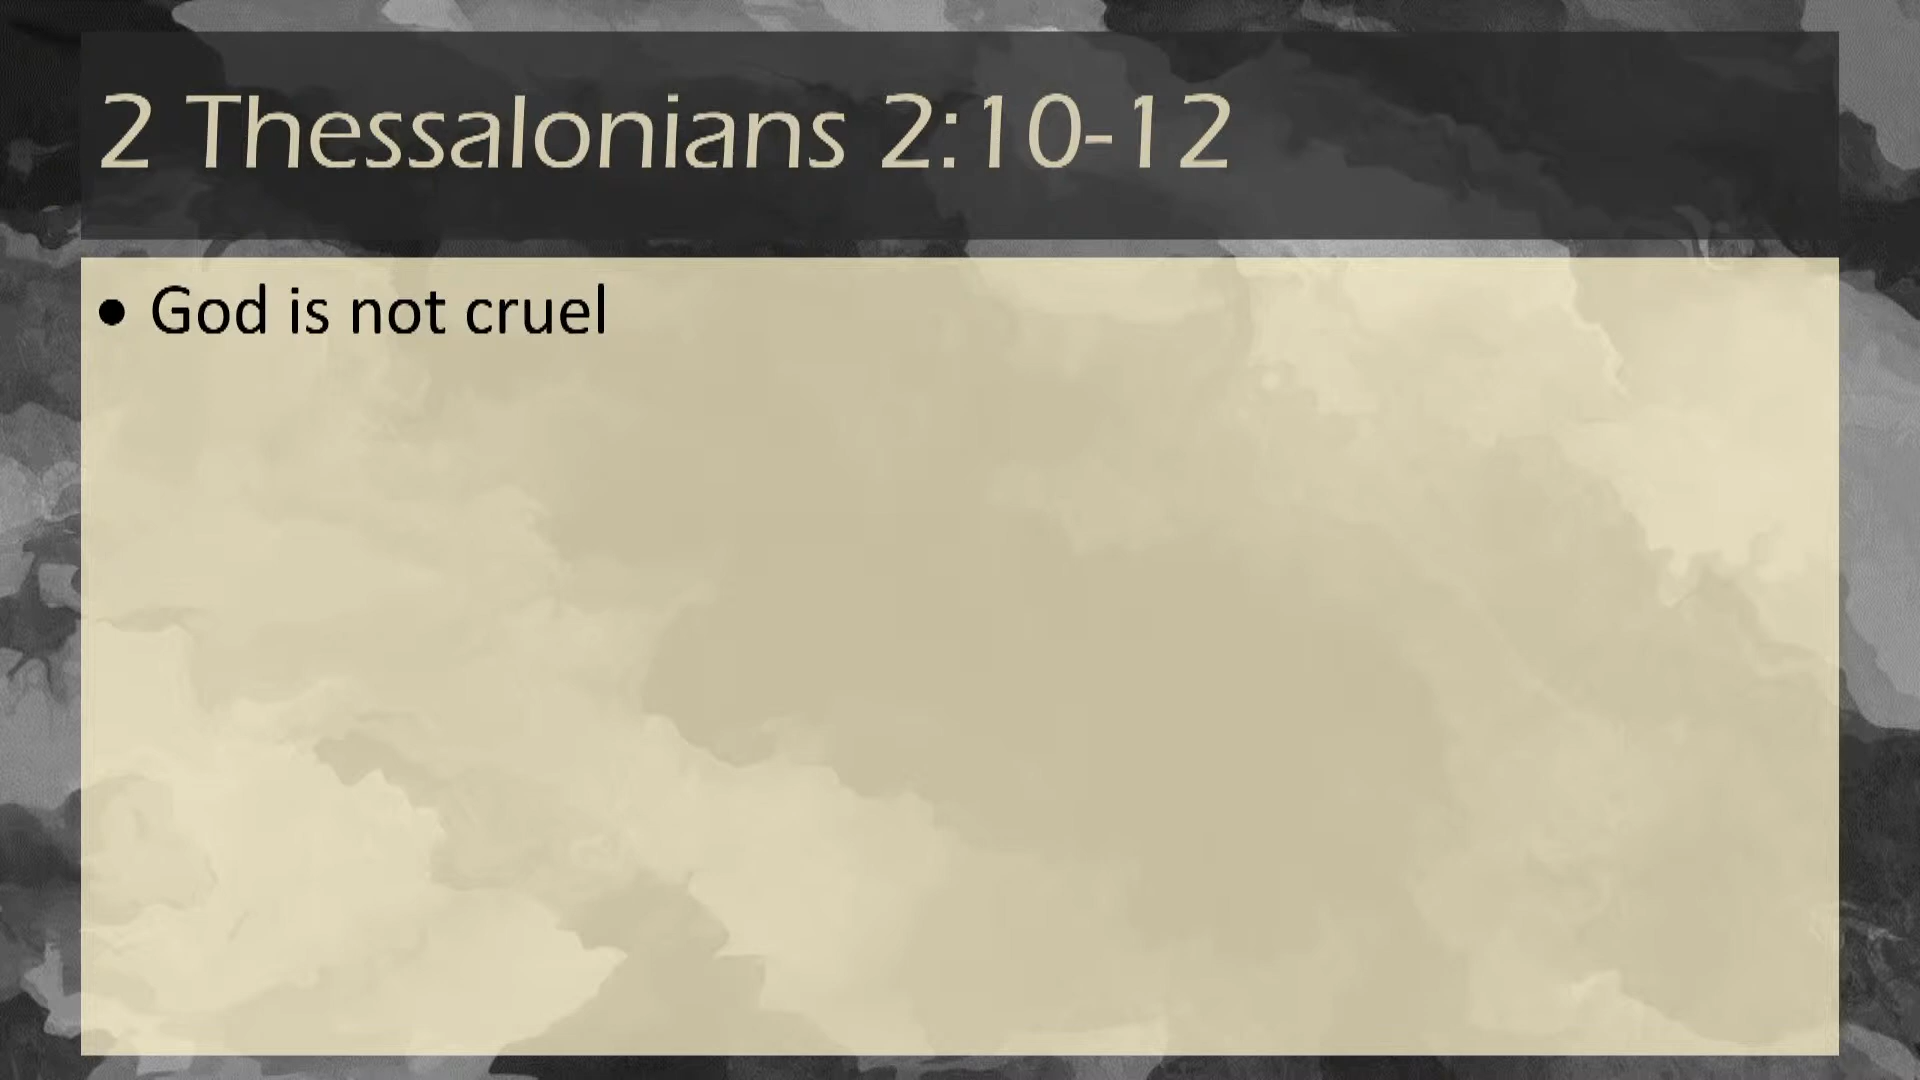 2 Thessalonians 2:10-12
• God is not cruel